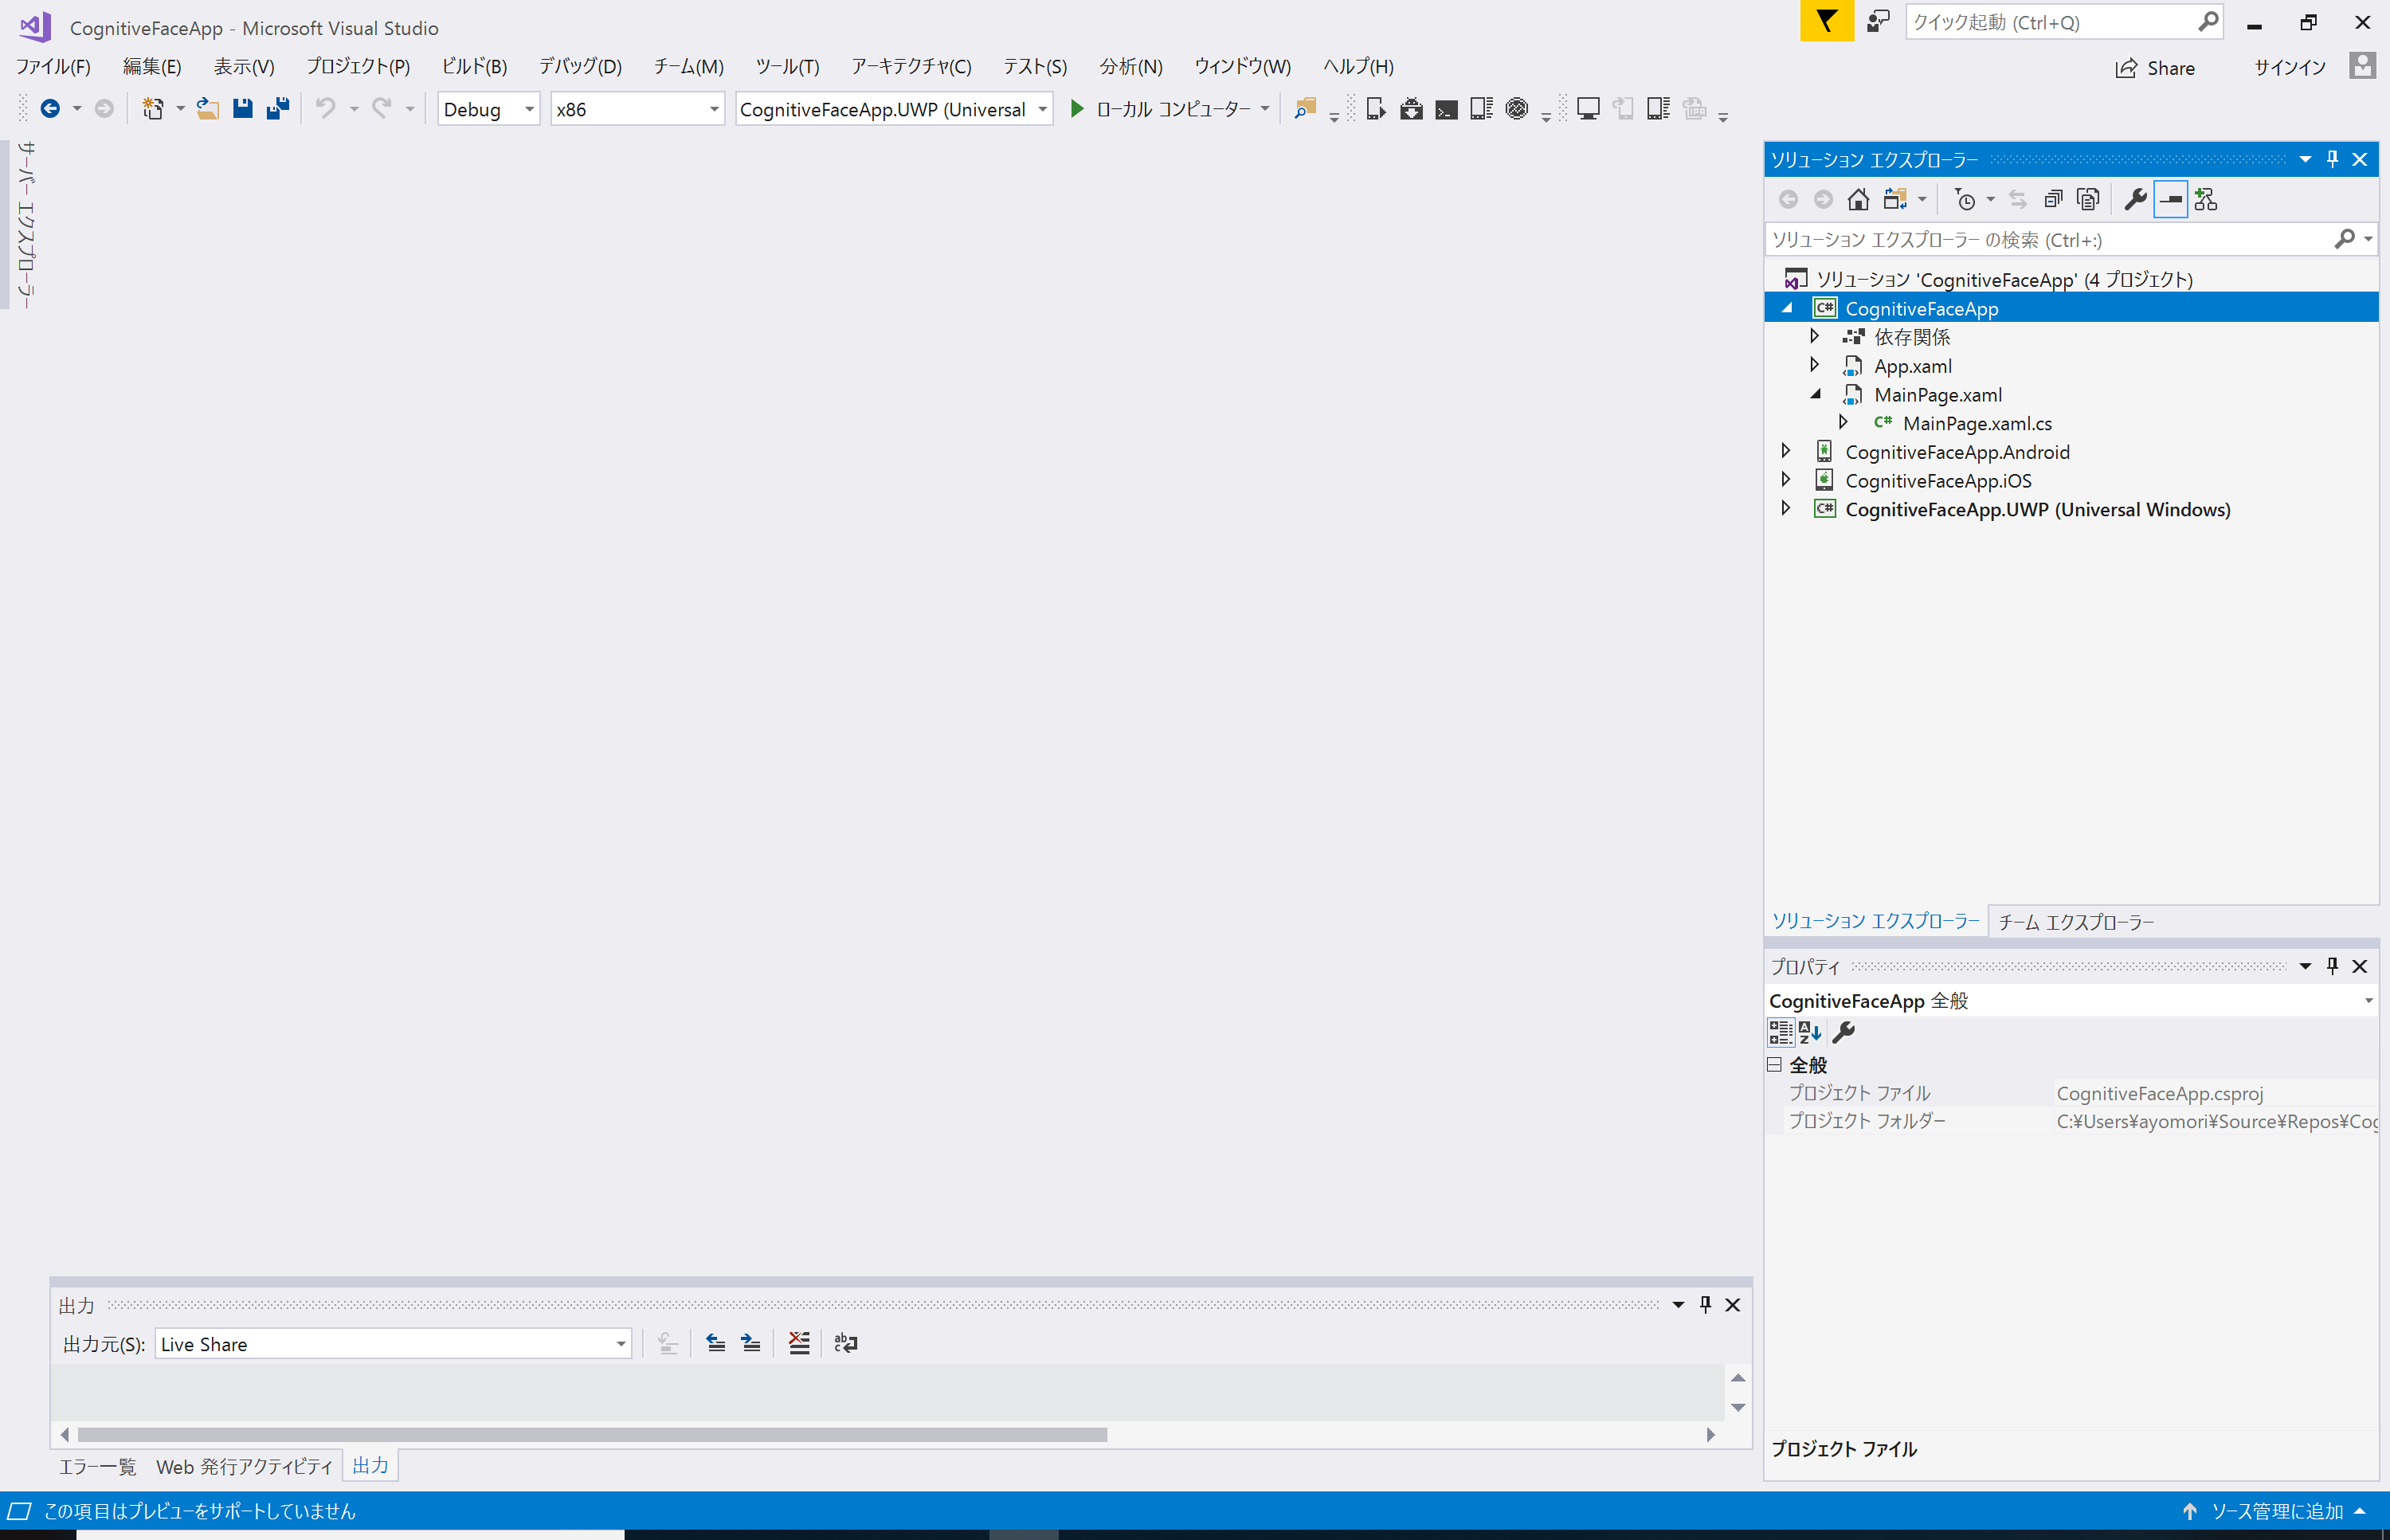 CognitiveFaceApp - Microsoft Visual Studio
クイック起動 (Ctrl+Q)
ファイル(F) 編集(E) 表示(V) プロジェクト(P) ビルド(B) デバッグ(D) チーム(M) ツール(T) アーキテクチャ(C) テスト(S) 分析(N) ウィンドウ(W) ヘルプ(H)
Share サインイン
Debug x86 CognitiveFaceApp.UWP (Universal ローカル コンピューター
サーバー エクスプローラー
ソリューション エクスプローラー
ソリューション エクスプローラー の検索 (Ctrl+:)
ソリューション 'CognitiveFaceApp' (4 プロジェクト)
C# CognitiveFaceApp
依存関係
App.xaml
MainPage.xaml
C# MainPage.xaml.cs
CognitiveFaceApp.Android
CognitiveFaceApp.iOS
C# CognitiveFaceApp.UWP (Universal Windows)
ソリューション エクスプローラー チーム エクスプローラー
プロパティ
CognitiveFaceApp 全般
全般
プロジェクト ファイル CognitiveFaceApp.csproj
プロジェクト フォルダー C:¥Users¥ayomori¥Source¥Repos¥Cog
プロジェクト ファイル
出力
出力元(S): Live Share
エラー一覧 Web 発行アクティビティ 出力
この項目はプレビューをサポートしていません
ソース管理に追加